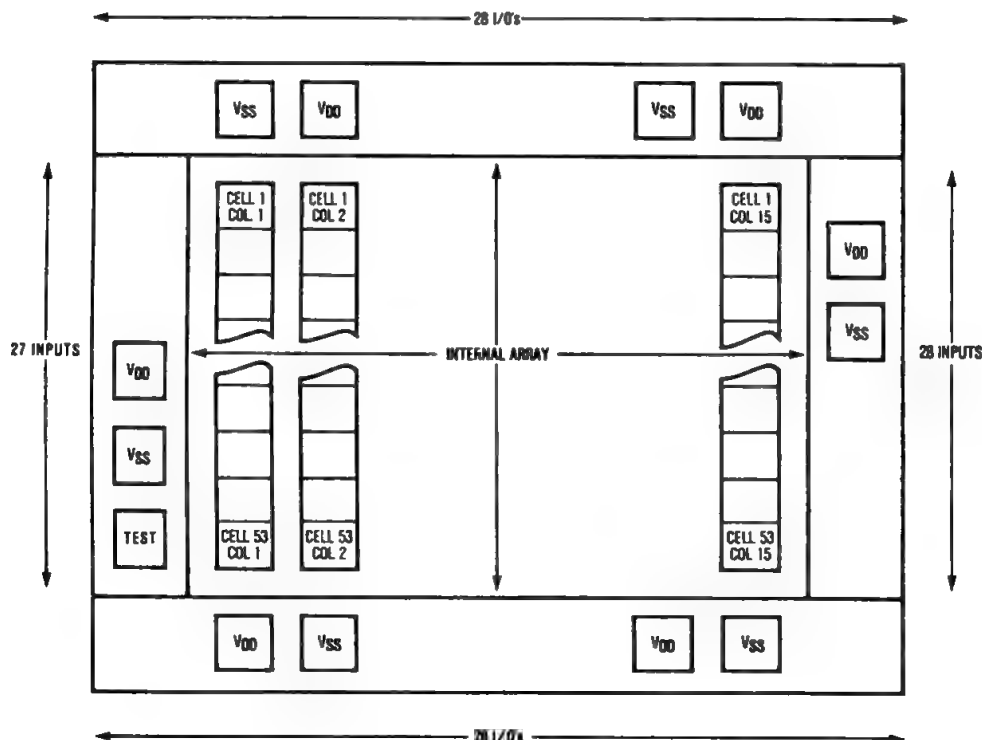 28 I/O's
VSS
VDD
VSS
VDD
CELL 1
COL. 1
CELL 1
COL 2
CELL 1
COL 15
VDD
VSS
27 INPUTS
INTERNAL ARRAY
28 INPUTS
VDD
VSS
TEST
CELL 53
COL 1
CELL 53
COL 2
CELL 53
COL 15
VDD
VSS
VDD
VSS
28 I/O's